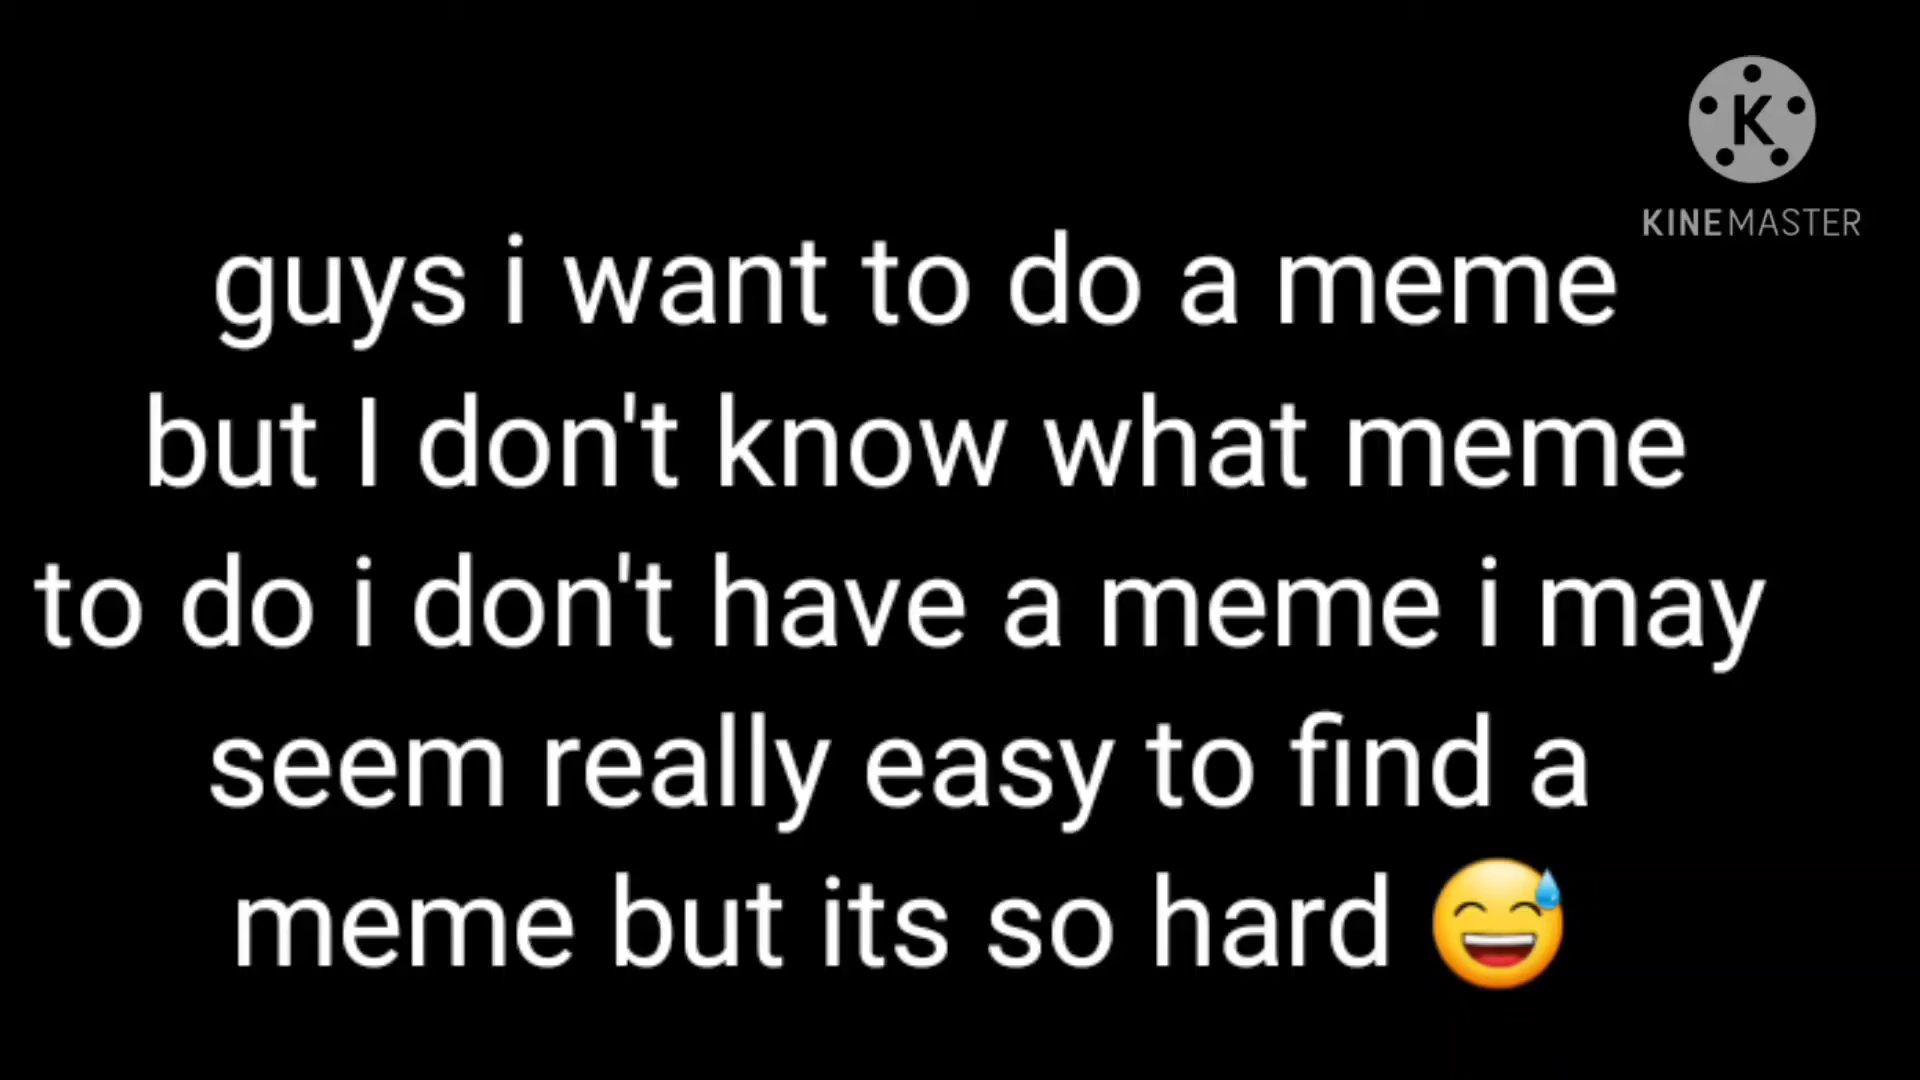 K
KINEMASTER
guys i want to do a meme
but I don't know what meme
to do i don't have a meme i may
seem really easy to find a
meme but its so hard 😅